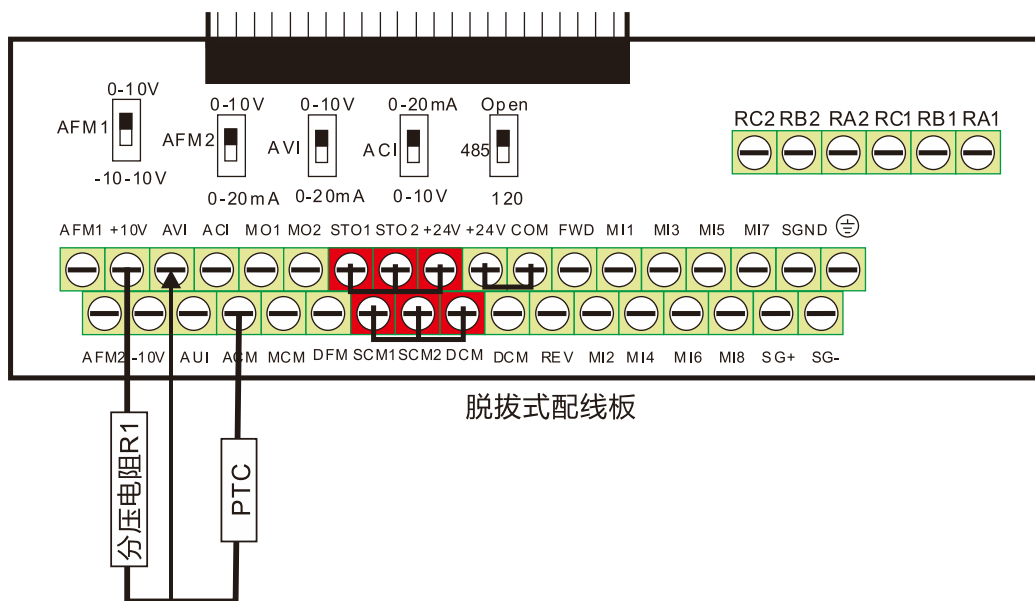 0-10V
AFM1
-10-10V
0-10V
AFM2
0-20mA
0-10V
AVI
0-20mA
0-20mA
ACI
0-10V
Open
485
120
RC2 RB2 RA2 RC1 RB1 RA1
AFM1 +10V AVI ACI MO1 MO2 STO1 STO2 +24V +24V COM FWD MI1 MI3 MI5 MI7 SGND
AFM2 -10V AUI ACM MCM DFM SCM1 SCM2 DCM DCM REV MI2 MI4 MI6 MI8 SG+ SG-
脱拔式配线板
分压电阻R1
PTC